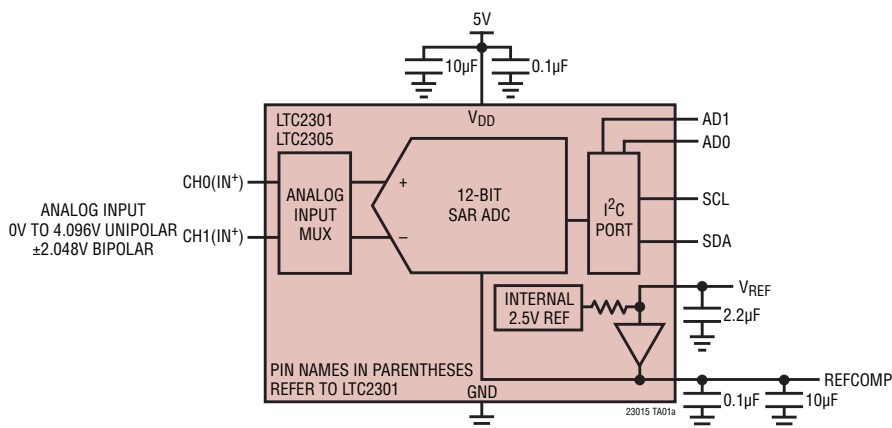 5V
10µF
0.1µF
LTC2301
LTC2305
VDD
AD1
AD0
CH0(IN+)
ANALOG
INPUT
MUX
+
12-BIT
SAR ADC
I2C
PORT
SCL
ANALOG INPUT
0V TO 4.096V UNIPOLAR
±2.048V BIPOLAR
CH1(IN+)
–
SDA
INTERNAL
2.5V REF
VREF
2.2µF
PIN NAMES IN PARENTHESES
REFER TO LTC2301
GND
REFCOMP
0.1µF
10µF
23015 TA01a